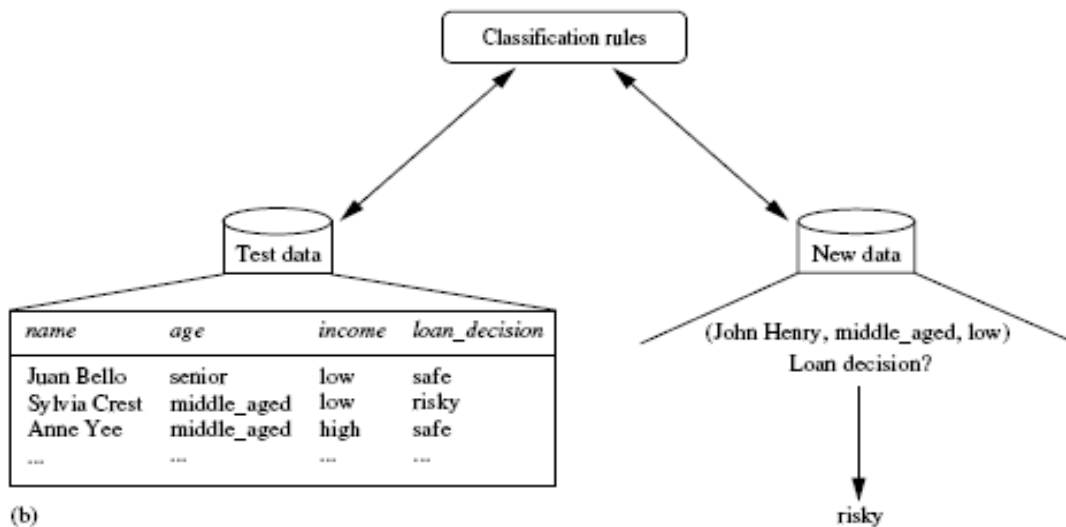 Classification rules
Test data
name age income loan_decision
Juan Bello senior low safe
Sylvia Crest middle_aged low risky
Anne Yee middle_aged high safe
... ... ... ...
New data
(John Henry, middle_aged, low)
Loan decision?
risky
(b)